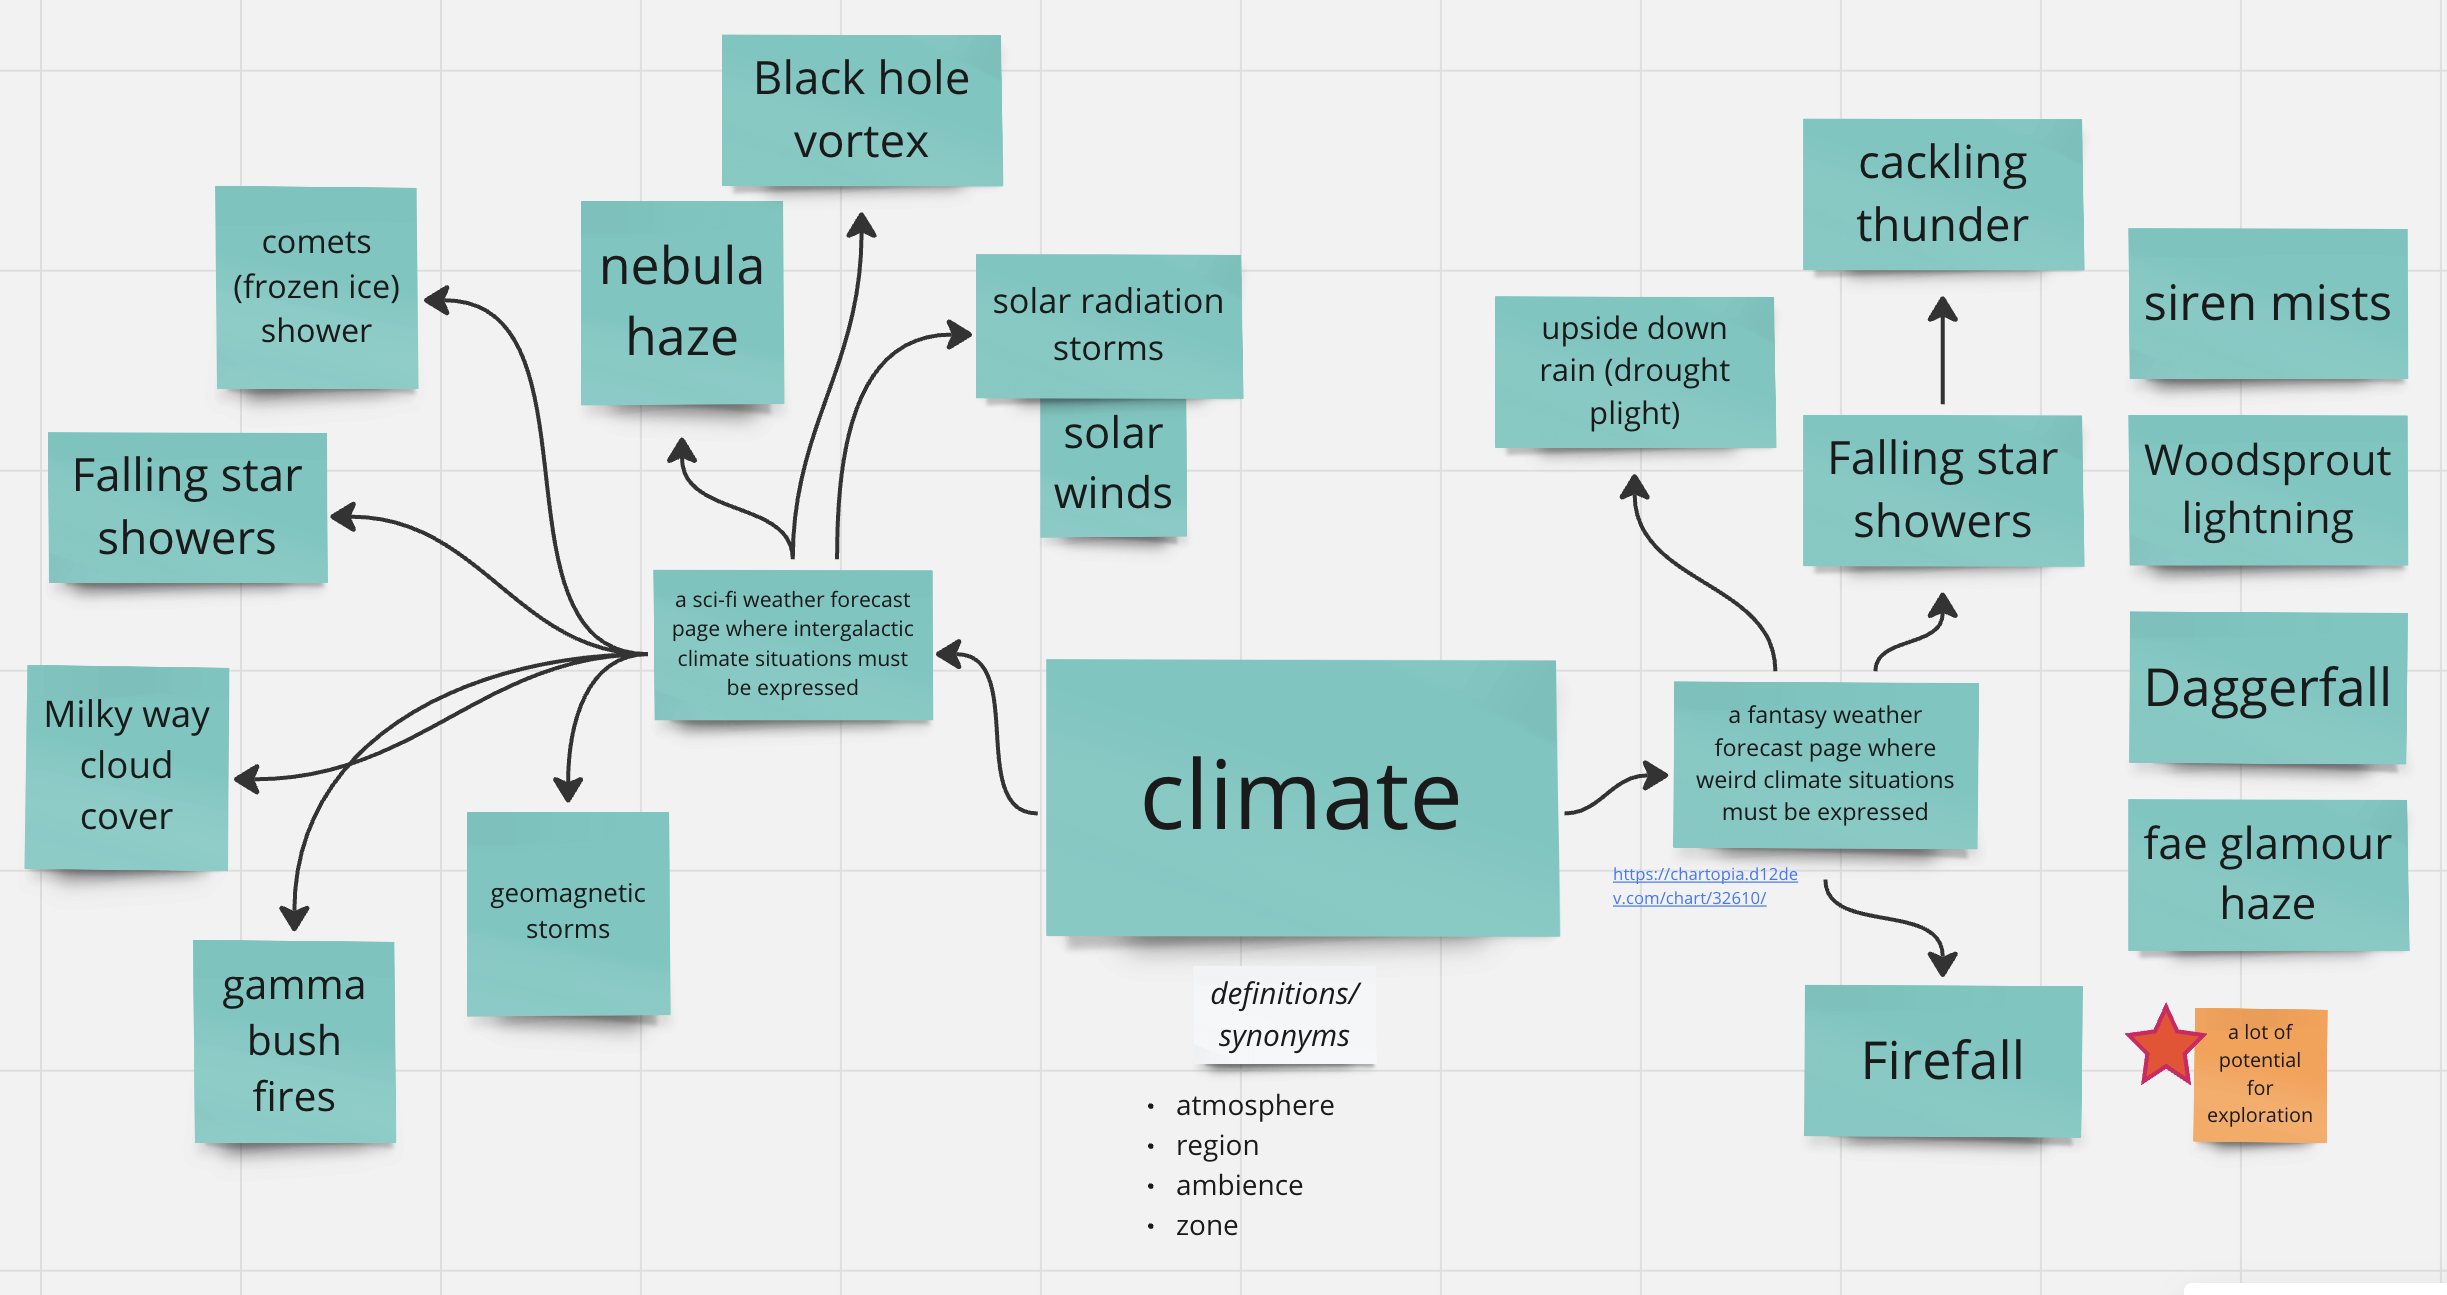 Black hole
vortex
comets
(frozen ice)
shower
nebula
haze
solar radiation
storms
solar
winds
Falling star
showers
a sci-fi weather forecast
page where intergalactic
climate situations must
be expressed
Milky way
cloud
cover
gamma
bush
fires
geomagnetic
storms
climate
definitions/
synonyms
• atmosphere
• region
• ambience
• zone
cackling
thunder
upside down
rain (drought
plight)
Falling star
showers
a fantasy weather
forecast page where
weird climate situations
must be expressed
https://chartopia.d12de
v.com/chart/32610/
Firefall
siren mists
Woodsprout
lightning
Daggerfall
fae glamour
haze
a lot of
potential
for
exploration